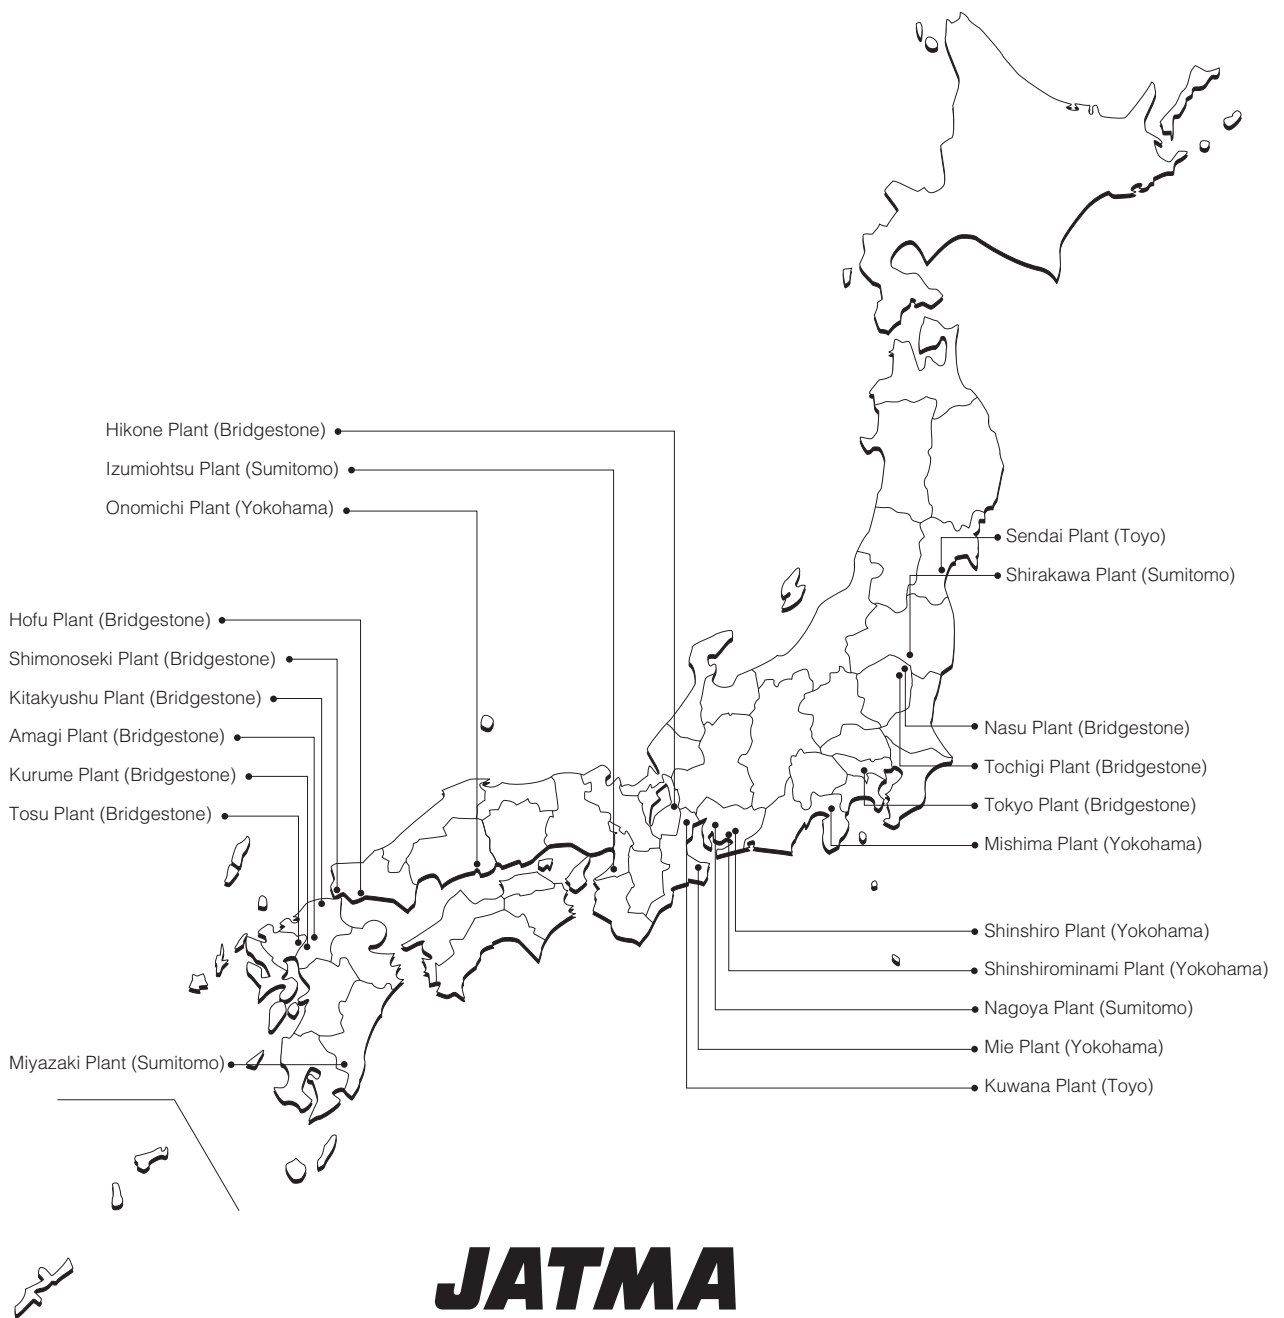 Hikone Plant (Bridgestone)
Izumiohtsu Plant (Sumitomo)
Onomichi Plant (Yokohama)
Hofu Plant (Bridgestone)
Shimonoseki Plant (Bridgestone)
Kitakyushu Plant (Bridgestone)
Amagi Plant (Bridgestone)
Kurume Plant (Bridgestone)
Tosu Plant (Bridgestone)
Miyazaki Plant (Sumitomo)
Sendai Plant (Toyo)
Shirakawa Plant (Sumitomo)
Nasu Plant (Bridgestone)
Tochigi Plant (Bridgestone)
Tokyo Plant (Bridgestone)
Mishima Plant (Yokohama)
Shinshiro Plant (Yokohama)
Shinshirominami Plant (Yokohama)
Nagoya Plant (Sumitomo)
Mie Plant (Yokohama)
Kuwana Plant (Toyo)
JATMA